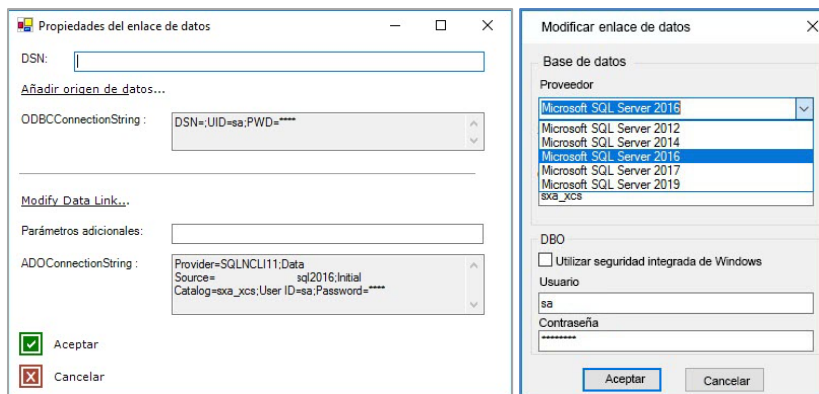 Propiedades del enlace de datos
DSN:
Añadir origen de datos...
ODBCConnectionString :
DSN=;UID=sa;PWD=****
Modify Data Link...
Parámetros adicionales:
ADOConnectionString :
Provider=SQLNCLI11;Data
Source= sql2016;Initial
Catalog=sxa_xcs;User ID=sa;Password=****
Aceptar
Cancelar
Modificar enlace de datos
Base de datos
Proveedor
Microsoft SQL Server 2016
Microsoft SQL Server 2012
Microsoft SQL Server 2014
Microsoft SQL Server 2016
Microsoft SQL Server 2017
Microsoft SQL Server 2019
sxa_xcs
DBO
Utilizar seguridad integrada de Windows
Usuario
sa
Contraseña
********
Aceptar
Cancelar